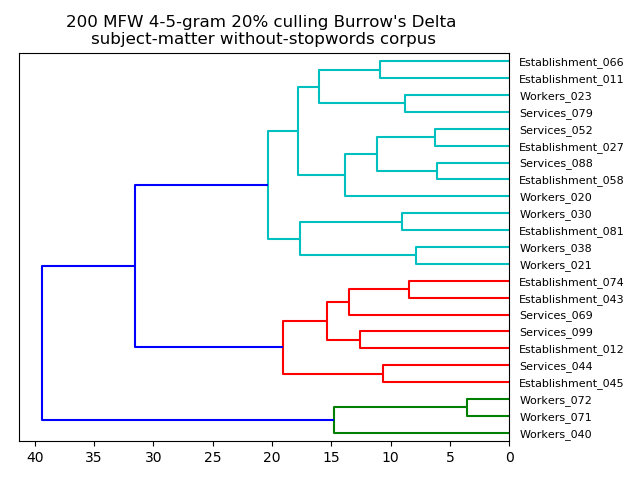 200 MFW 4-5-gram 20% culling Burrow's Delta
subject-matter without-stopwords corpus
Establishment_066
Establishment_011
Workers_023
Services_079
Services_052
Establishment_027
Services_088
Establishment_058
Workers_020
Workers_030
Establishment_081
Workers_038
Workers_021
Establishment_074
Establishment_043
Services_069
Services_099
Establishment_012
Services_044
Establishment_045
Workers_072
Workers_071
Workers_040
40 35 30 25 20 15 10 5 0